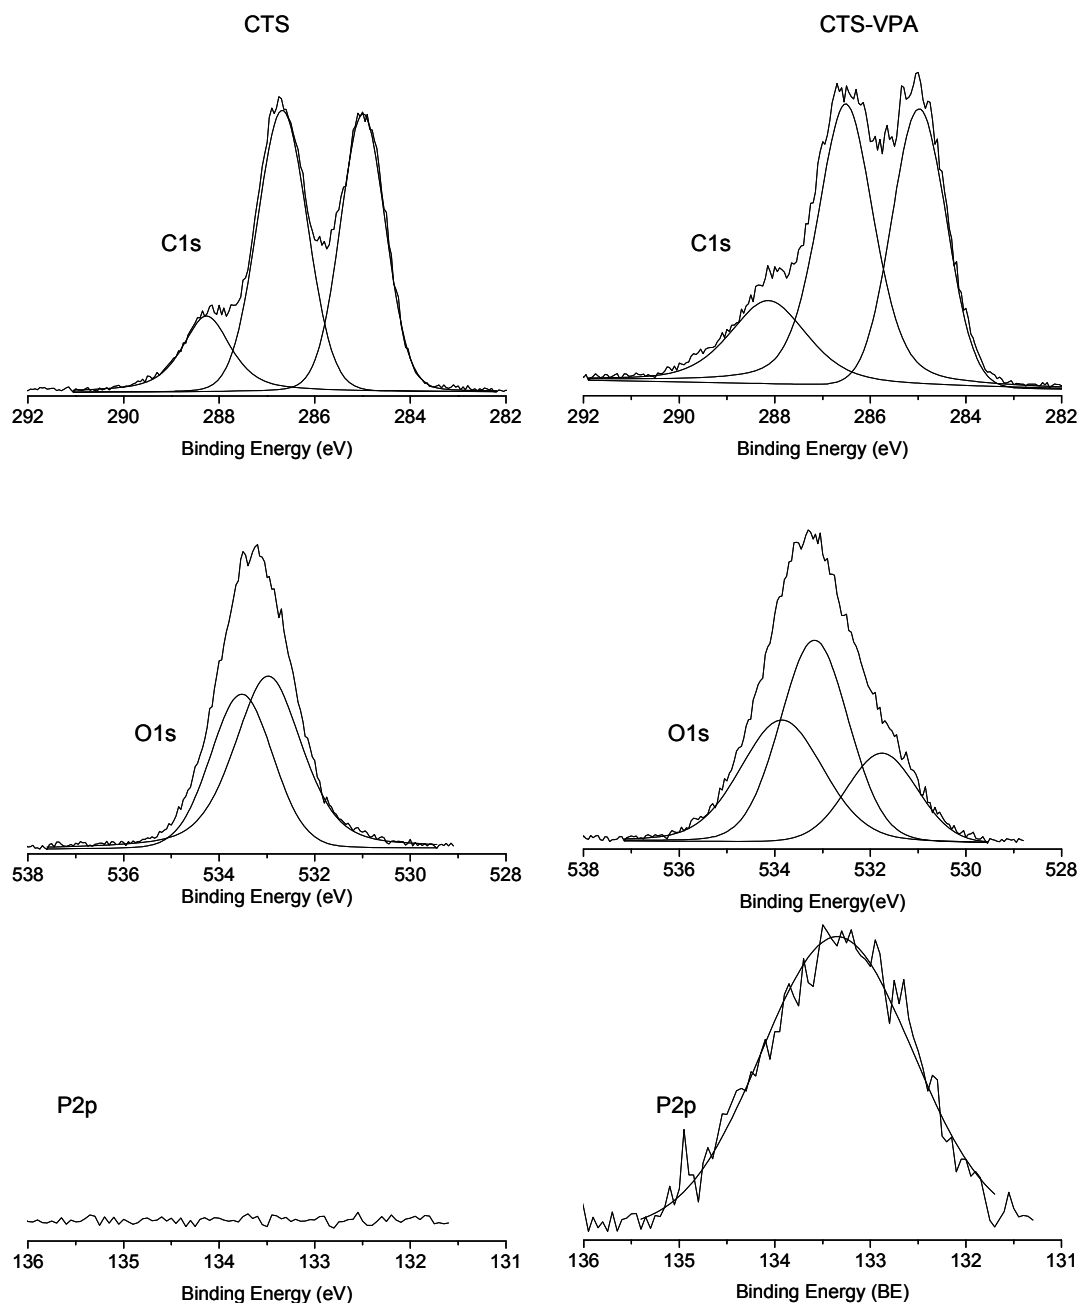 CTS
CTS-VPA
C1s
C1s
292 290 288 286 284 282
292 290 288 286 284 282
Binding Energy (eV)
Binding Energy (eV)
O1s
O1s
538 536 534 532 530 528
538 536 534 532 530 528
Binding Energy (eV)
Binding Energy(eV)
P2p
P2p
136 135 134 133 132 131
136 135 134 133 132 131
Binding Energy (eV)
Binding Energy (BE)